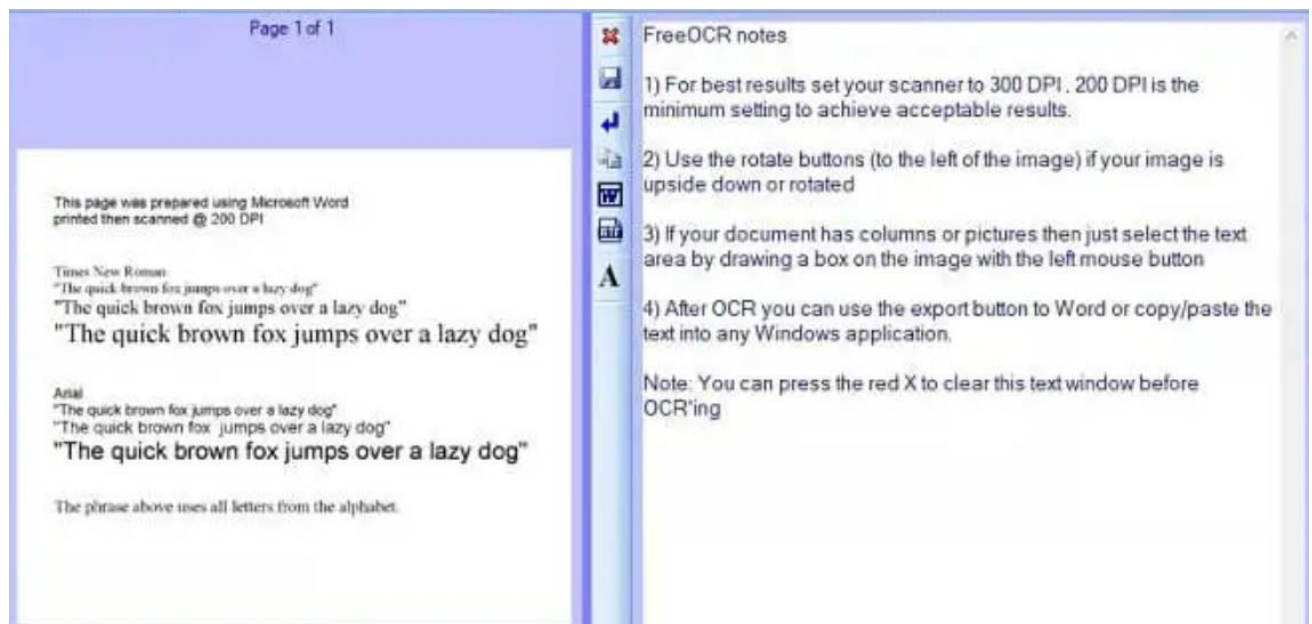 Page 1 of 1
This page was prepared using Microsoft Word
printed then scanned @ 200 DPI
Times New Roman
"The quick brown fox jumps over a lazy dog"
"The quick brown fox jumps over a lazy dog"
"The quick brown fox jumps over a lazy dog"
Arial
"The quick brown fox jumps over a lazy dog"
"The quick brown fox jumps over a lazy dog"
"The quick brown fox jumps over a lazy dog"
The phrase above uses all letters from the alphabet.
A
FreeOCR notes
1) For best results set your scanner to 300 DPI . 200 DPI is the
minimum setting to achieve acceptable results.
2) Use the rotate buttons (to the left of the image) if your image is
upside down or rotated
3) If your document has columns or pictures then just select the text
area by drawing a box on the image with the left mouse button
4) After OCR you can use the export button to Word or copy/paste the
text into any Windows application.
Note: You can press the red X to clear this text window before
OCR'ing